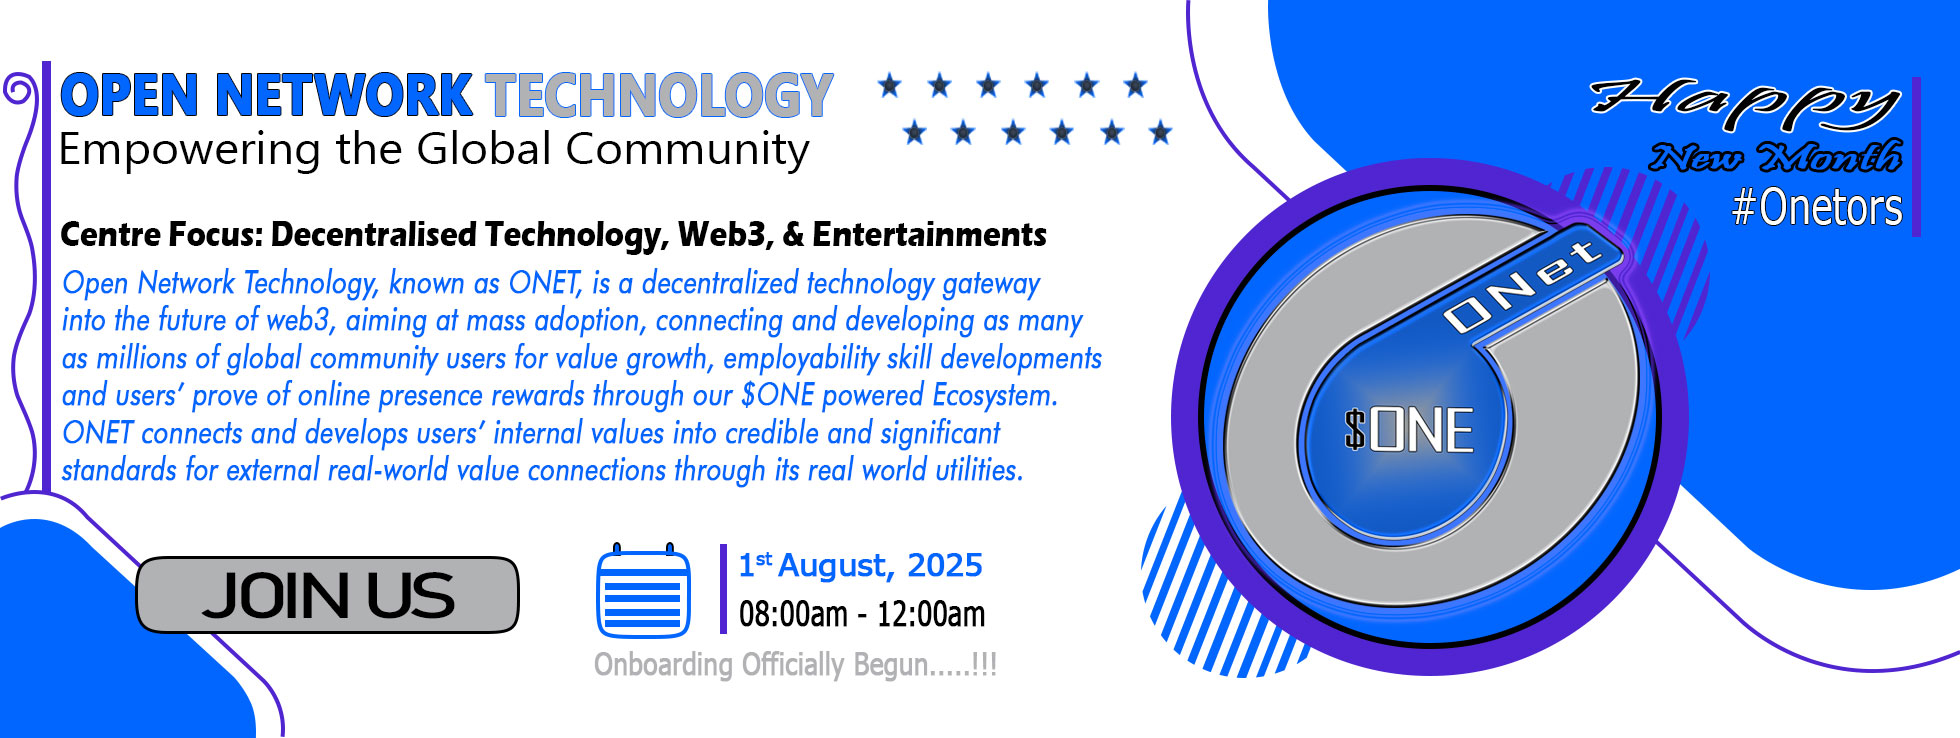 OPEN NETWORK TECHNOLOGY
Empowering the Global Community
Centre Focus: Decentralised Technology, Web3, & Entertainments
Open Network Technology, known as ONET, is a decentralized technology gateway
into the future of web3, aiming at mass adoption, connecting and developing as many
as millions of global community users for value growth, employability skill developments
and users’ prove of online presence rewards through our $ONE powered Ecosystem.
ONET connects and develops users’ internal values into credible and significant
standards for external real-world value connections through its real world utilities.
JOIN US
1st August, 2025
08:00am - 12:00am
Onboarding Officially Begun.....!!!
Happy
New Month
#Onetors
ONet
$ONE